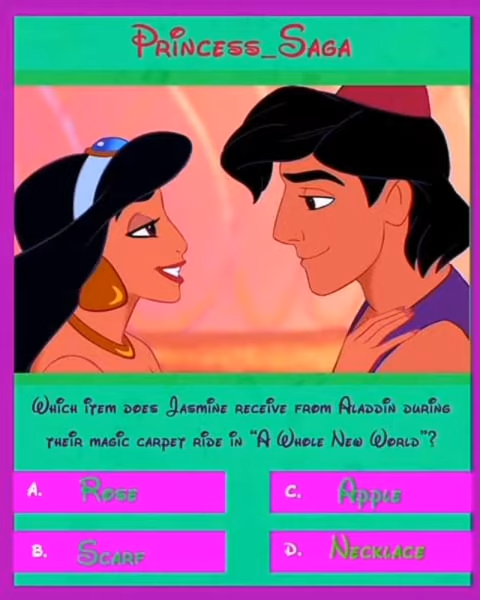 Princess_Saga
Which item does Jasmine receive from Aladdin during
their magic carpet ride in "A Whole New World"?
A. Rose
B. Scarf
C. Apple
D. Necklace